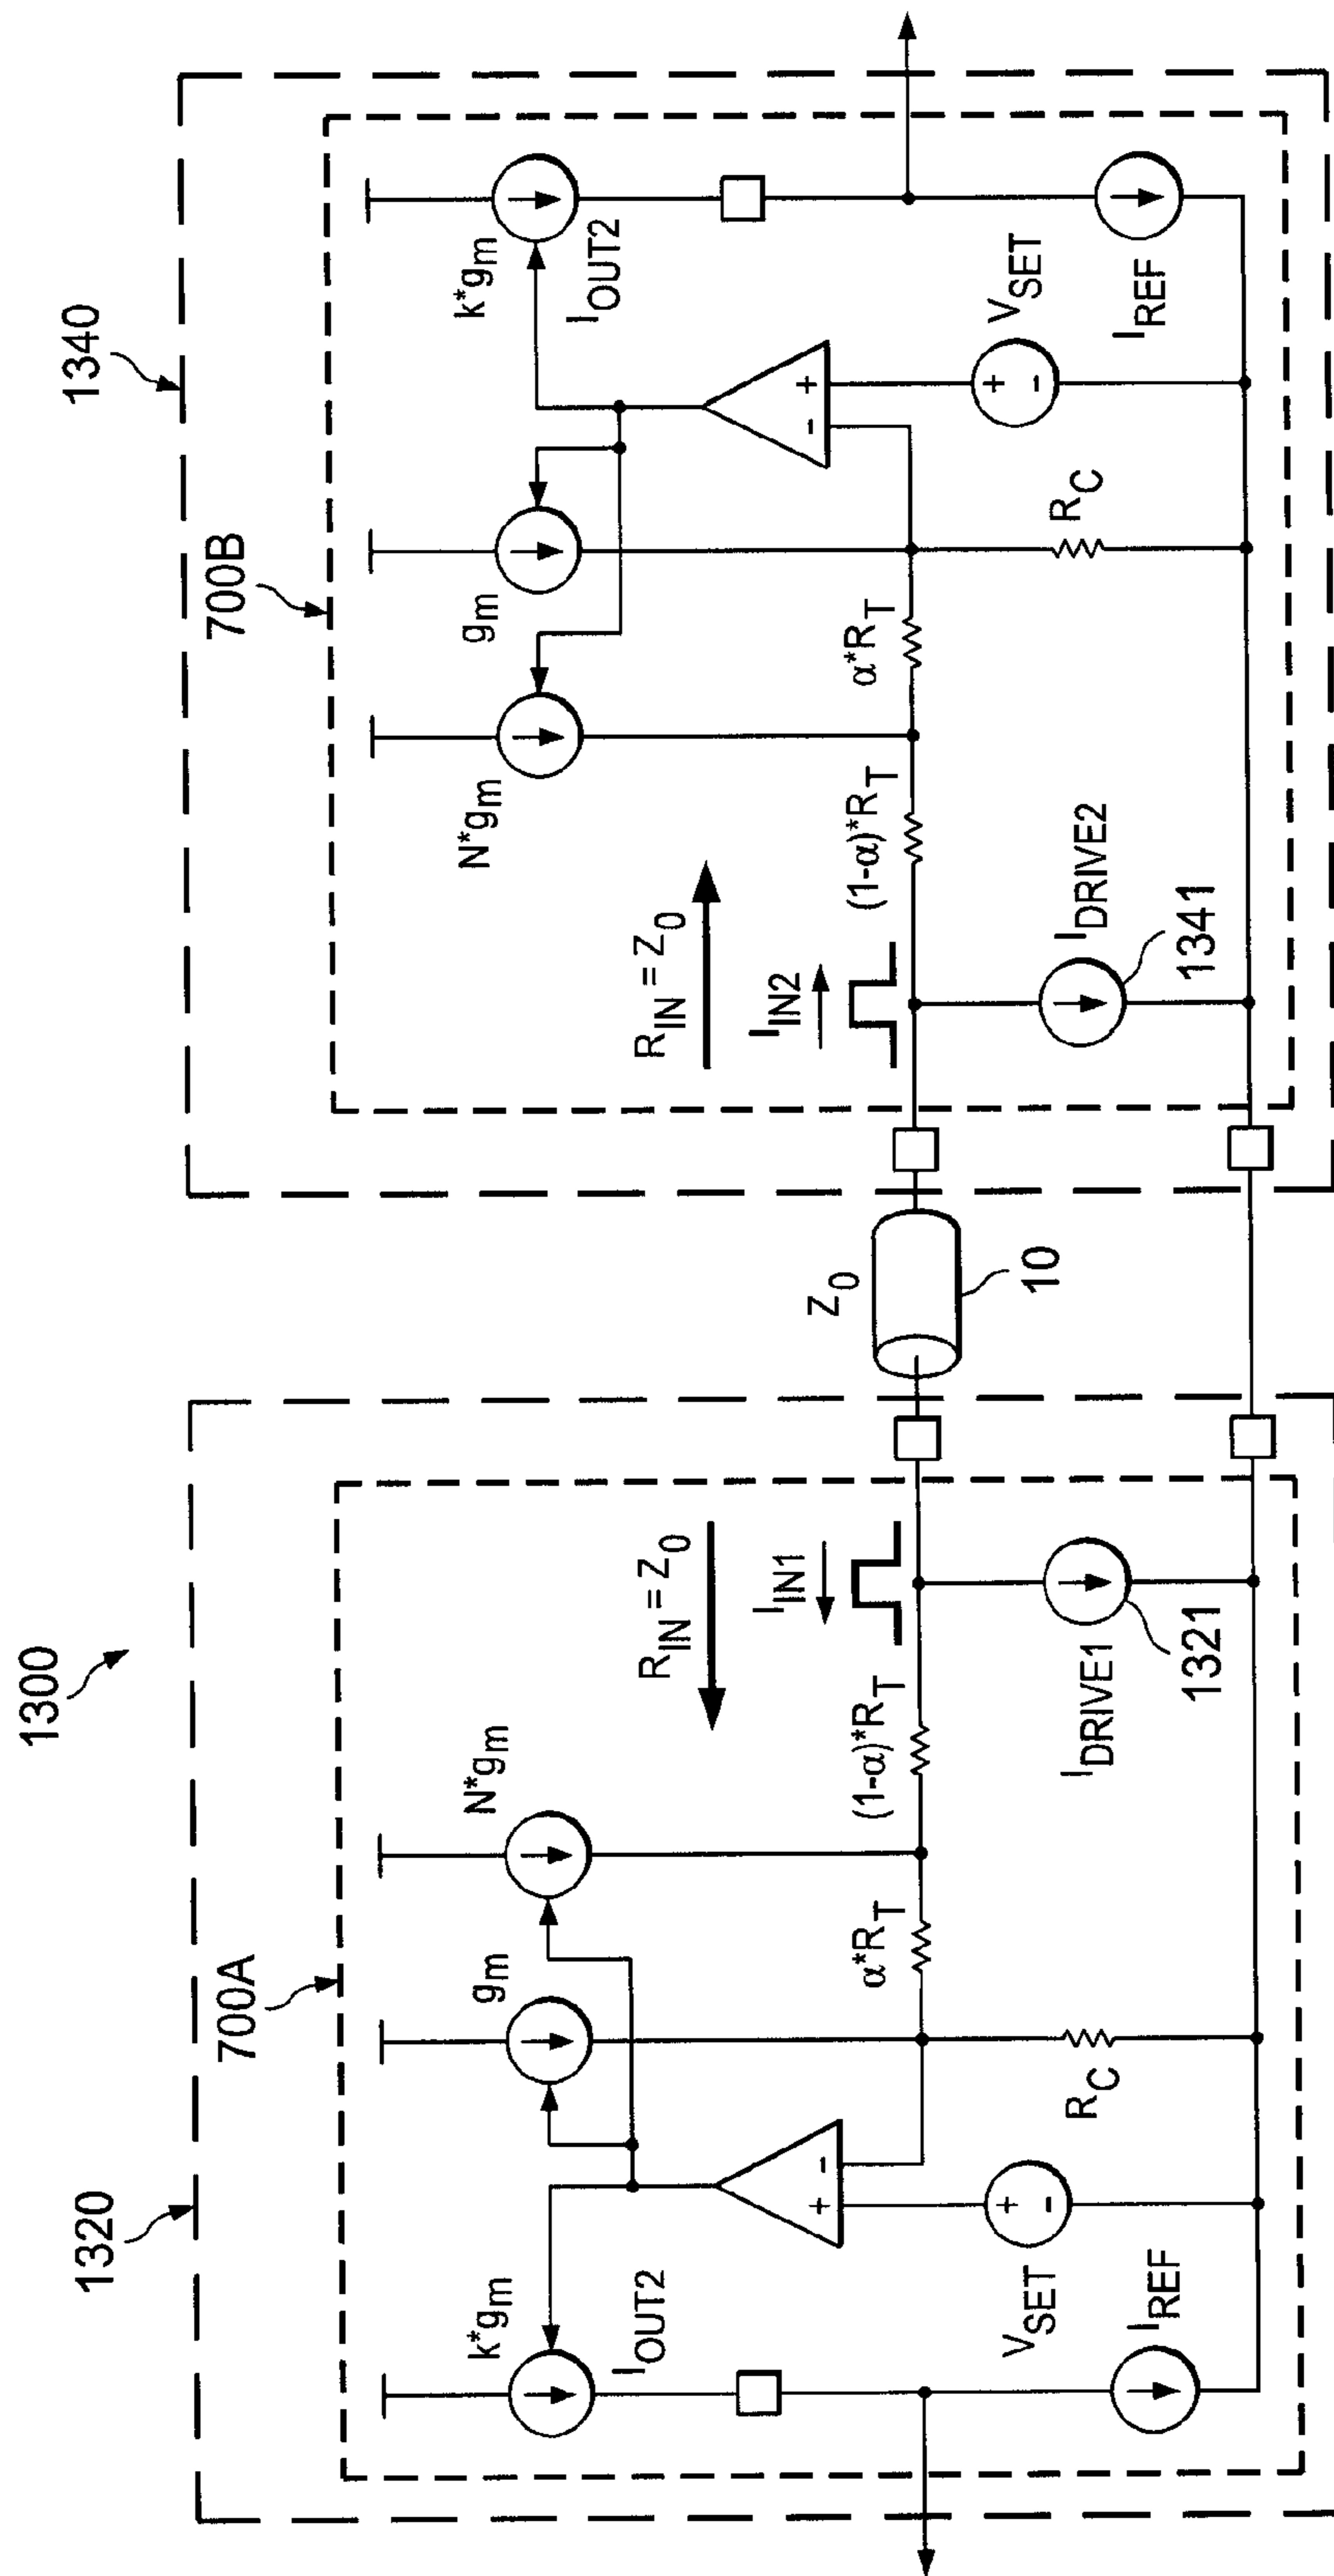 1300
1320
1340
700A
700B
k*gm
gm
N*gm
N*gm
gm
k*gm
IOUT2
IOUT2
RIN = Z0
RIN = Z0
IIN1
IIN2
Z0
10
α*RT
(1-α)*RT
(1-α)*RT
α*RT
+
-
-
+
+
-
+
-
VSET
RC
RC
VSET
IREF
IDRIVE1
1321
IDRIVE2
1341
IREF